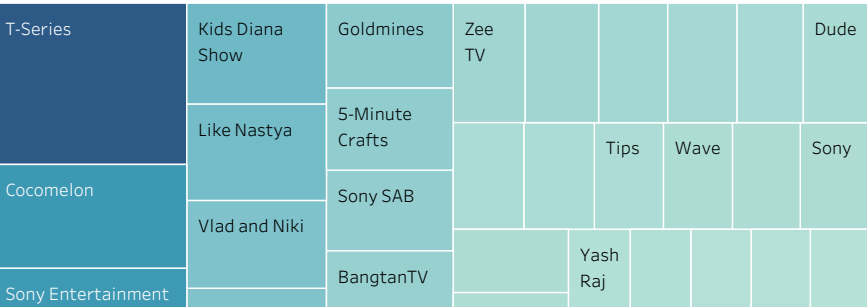 T-Series
Cocomelon
Sony Entertainment
Kids Diana
Show
Like Nastya
Vlad and Niki
Goldmines
5-Minute
Crafts
Sony SAB
BangtanTV
Zee
TV
Dude
Tips
Wave
Sony
Yash
Raj